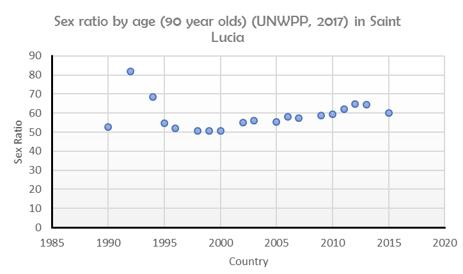 Sex ratio by age (90 year olds) (UNWPP, 2017) in Saint
Lucia
90
80
70
60
50
40
30
20
10
0
Sex Ratio
1985 1990 1995 2000 2005 2010 2015 2020
Country